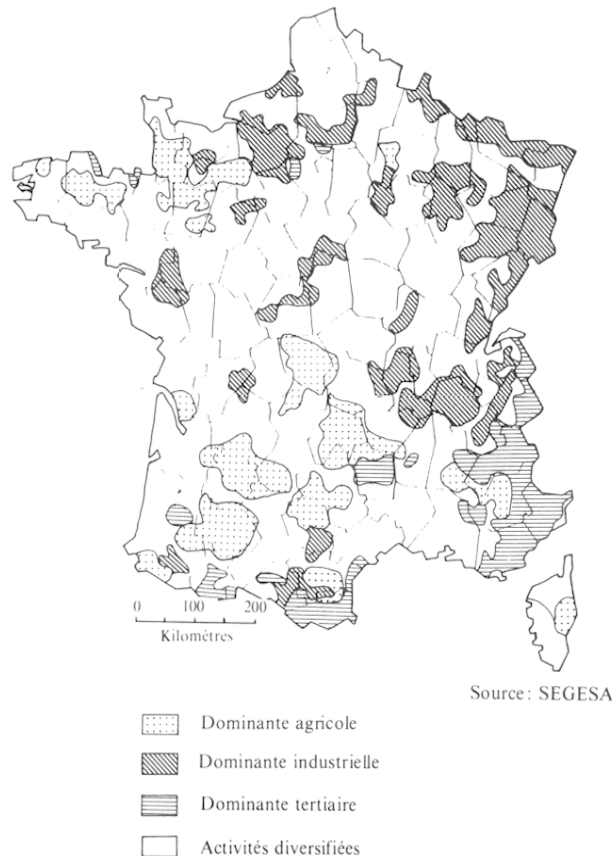 0 100 200
Kilomètres
Source: SEGESA
Dominante agricole
Dominante industrielle
Dominante tertiaire
Activités diversifiées